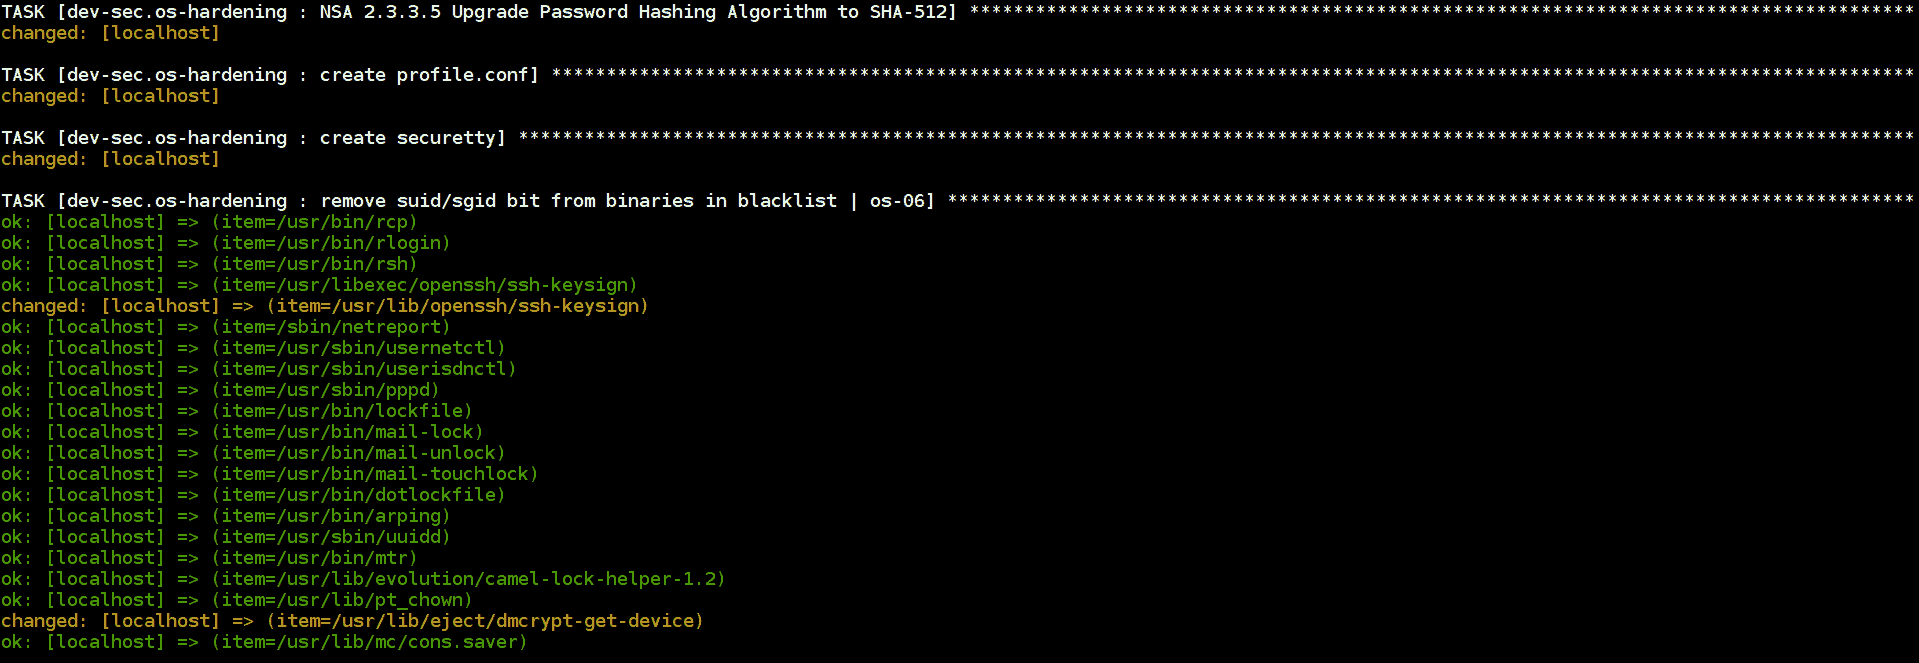 TASK [dev-sec.os-hardening : NSA 2.3.3.5 Upgrade Password Hashing Algorithm to SHA-512] **************************************************************************************
changed: [localhost]
TASK [dev-sec.os-hardening : create profile.conf] ****************************************************************************************************************************
changed: [localhost]
TASK [dev-sec.os-hardening : create securetty] *******************************************************************************************************************************
changed: [localhost]
TASK [dev-sec.os-hardening : remove suid/sgid bit from binaries in blacklist | os-06] ****************************************************************************************
ok: [localhost] => (item=/usr/bin/rcp)
ok: [localhost] => (item=/usr/bin/rlogin)
ok: [localhost] => (item=/usr/bin/rsh)
ok: [localhost] => (item=/usr/libexec/openssh/ssh-keysign)
changed: [localhost] => (item=/usr/lib/openssh/ssh-keysign)
ok: [localhost] => (item=/sbin/netreport)
ok: [localhost] => (item=/usr/sbin/usernetctl)
ok: [localhost] => (item=/usr/sbin/userisdnctl)
ok: [localhost] => (item=/usr/sbin/pppd)
ok: [localhost] => (item=/usr/bin/lockfile)
ok: [localhost] => (item=/usr/bin/mail-lock)
ok: [localhost] => (item=/usr/bin/mail-unlock)
ok: [localhost] => (item=/usr/bin/mail-touchlock)
ok: [localhost] => (item=/usr/bin/dotlockfile)
ok: [localhost] => (item=/usr/bin/arping)
ok: [localhost] => (item=/usr/sbin/uuidd)
ok: [localhost] => (item=/usr/bin/mtr)
ok: [localhost] => (item=/usr/lib/evolution/camel-lock-helper-1.2)
ok: [localhost] => (item=/usr/lib/pt_chown)
changed: [localhost] => (item=/usr/lib/eject/dmcrypt-get-device)
ok: [localhost] => (item=/usr/lib/mc/cons.saver)